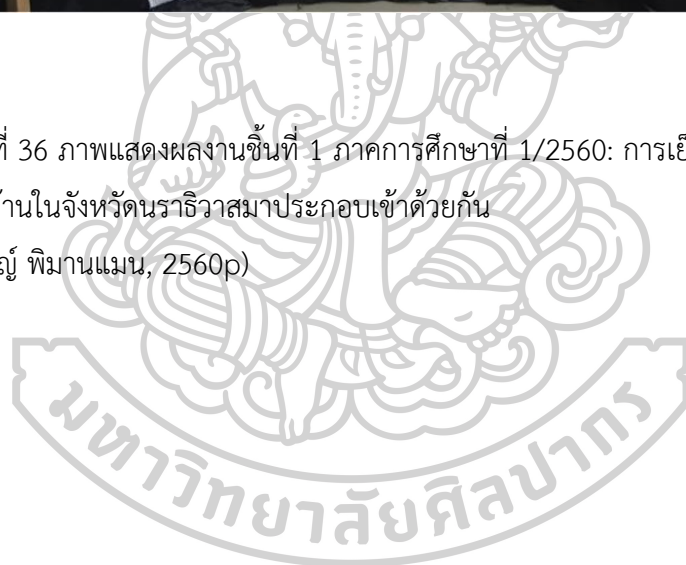 ที่ 36 ภาพแสดงผลงานชิ้นที่ 1 ภาคการศึกษาที่ 1/2560: การเย็
้านในจังหวัดนราธิวาสมาประกอบเข้าด้วยกัน
ญ์ พิมานแมน, 2560p)
มหาวิทยาลัยศิลปากร